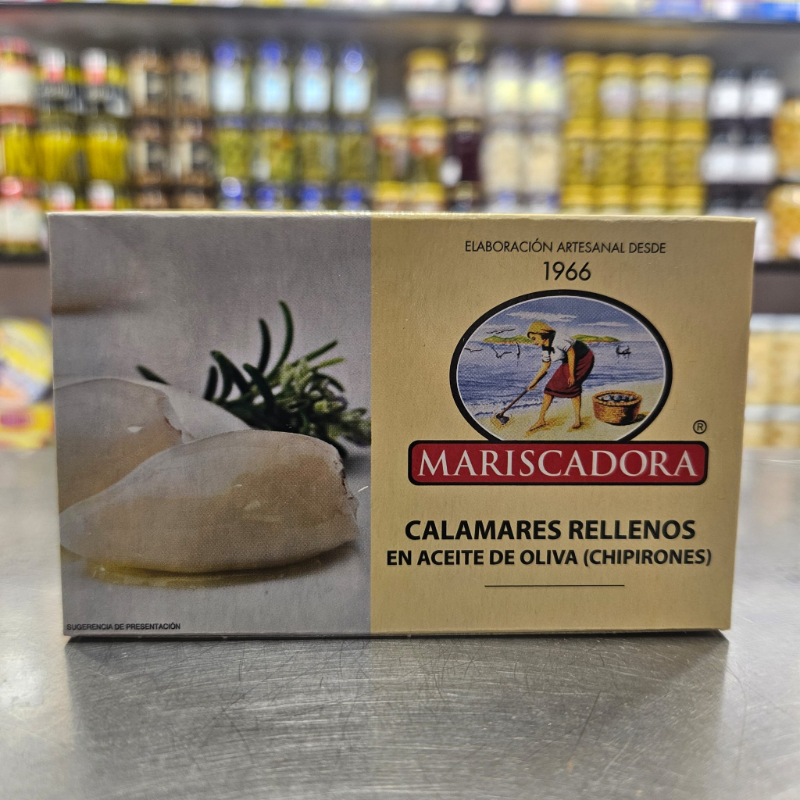 ELABORACIÓN ARTESANAL DESDE
1966
MARISCADORA ®
CALAMARES RELLENOS
EN ACEITE DE OLIVA (CHIPIRONES)
SUGERENCIA DE PRESENTACIÓN